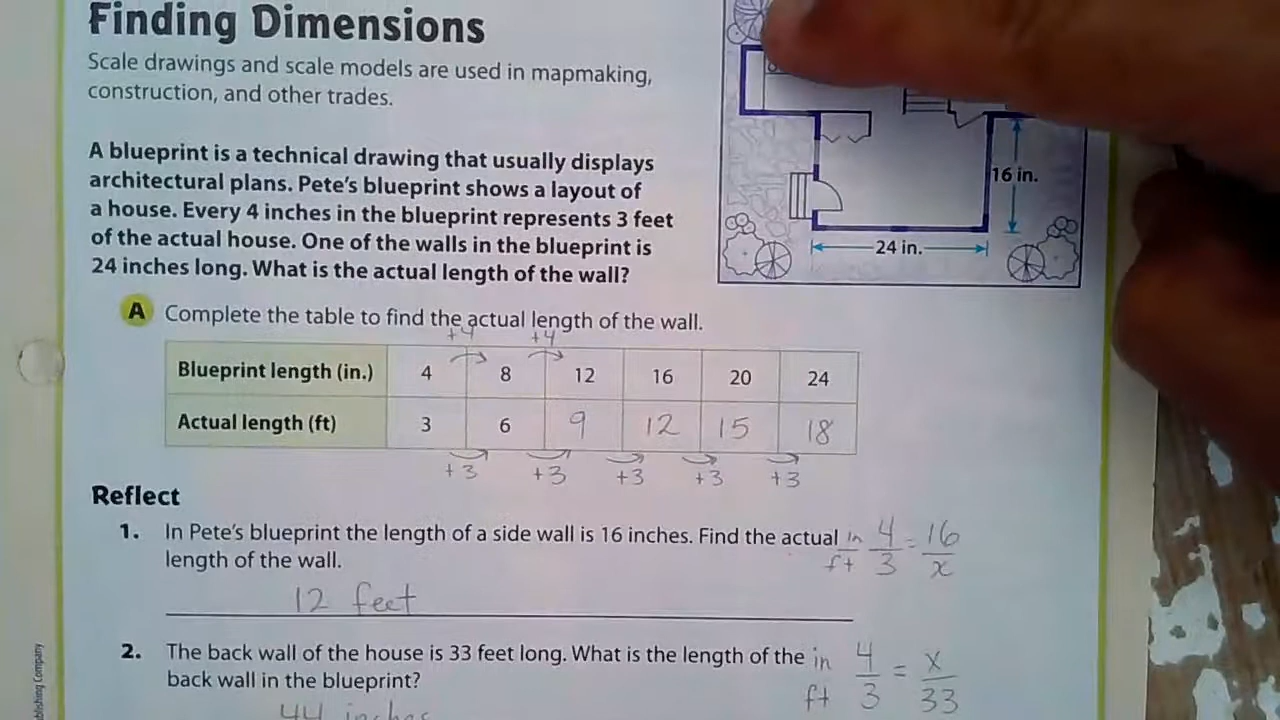 Finding Dimensions
Scale drawings and scale models are used in mapmaking,
construction, and other trades.
A blueprint is a technical drawing that usually displays
architectural plans. Pete's blueprint shows a layout of
a house. Every 4 inches in the blueprint represents 3 feet
of the actual house. One of the walls in the blueprint is
24 inches long. What is the actual length of the wall?
16 in.
24 in.
A Complete the table to find the actual length of the wall.
+4 +4
Blueprint length (in.) 4 8 12 16 20 24
Actual length (ft) 3 6 9 12 15 18
+3 +3 +3 +3 +3
Reflect
1. In Pete's blueprint the length of a side wall is 16 inches. Find the actual
length of the wall.
in/ft 4/3 = 16/x
12 feet
2. The back wall of the house is 33 feet long. What is the length of the
back wall in the blueprint?
in 4/3 = x/33
ft
44 inches
blishing Company